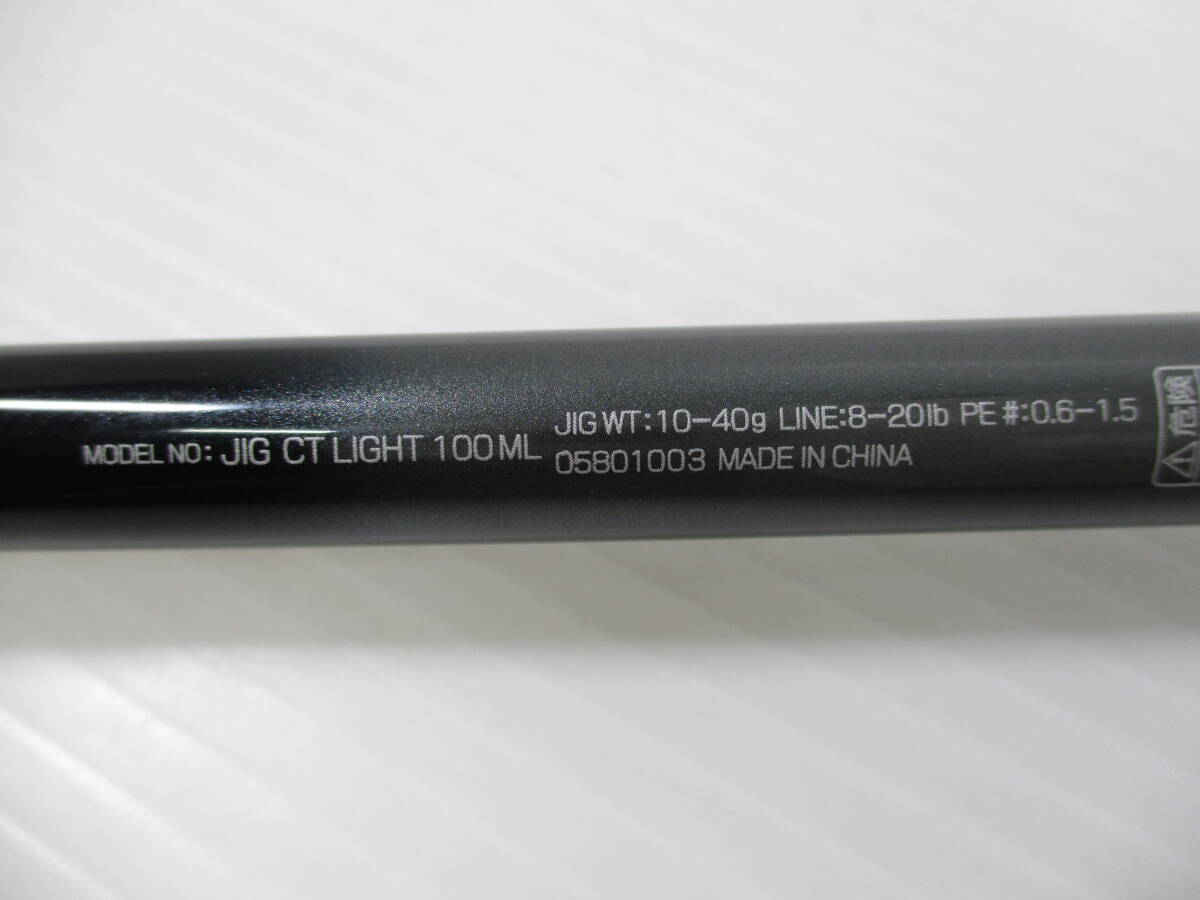 MODEL NO: JIG CT LIGHT 100ML
JIG WT:10-40g LINE:8-20lb PE #:0.6-1.5
05801003 MADE IN CHINA
危険